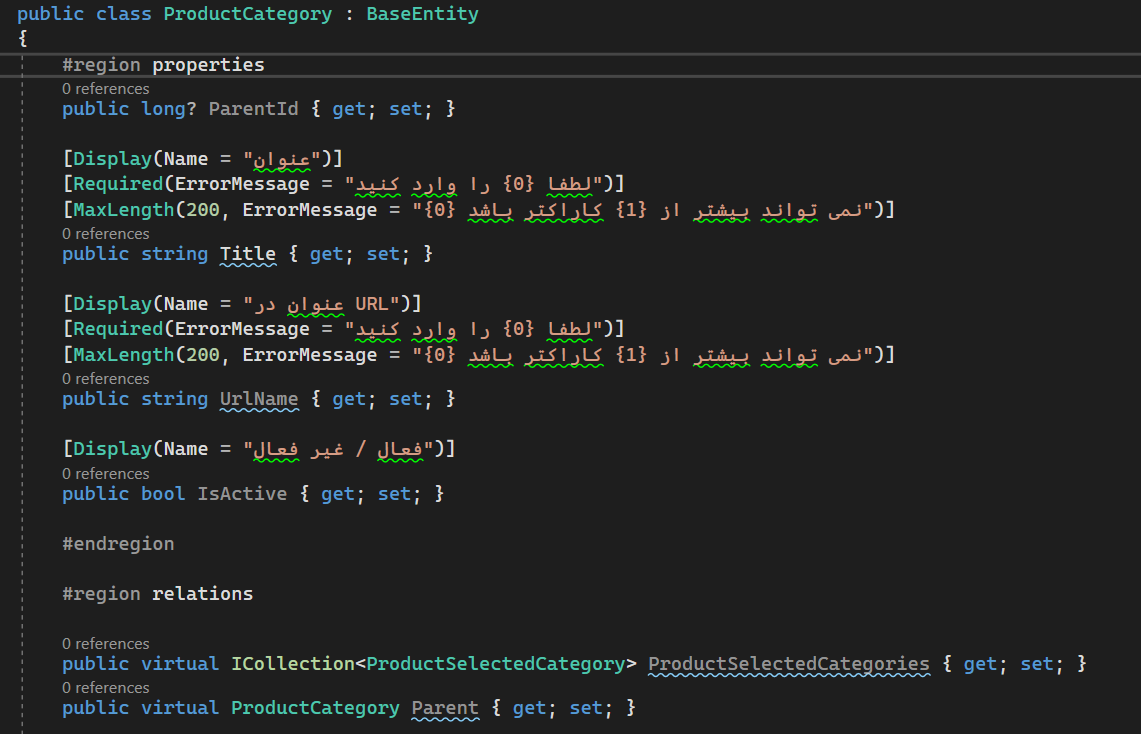 public class ProductCategory : BaseEntity
{
#region properties
0 references
public long? ParentId { get; set; }
[Display(Name = "عنوان")]
[Required(ErrorMessage = "لطفا {0} را وارد کنید")]
[MaxLength(200, ErrorMessage = "{0} نمی تواند بیشتر از {1} کاراکتر باشد")]
0 references
public string Title { get; set; }
[Display(Name = "عنوان در URL")]
[Required(ErrorMessage = "لطفا {0} را وارد کنید")]
[MaxLength(200, ErrorMessage = "{0} نمی تواند بیشتر از {1} کاراکتر باشد")]
0 references
public string UrlName { get; set; }
[Display(Name = "فعال / غیر فعال")]
0 references
public bool IsActive { get; set; }
#endregion
#region relations
0 references
public virtual ICollection<ProductSelectedCategory> ProductSelectedCategories { get; set; }
0 references
public virtual ProductCategory Parent { get; set; }